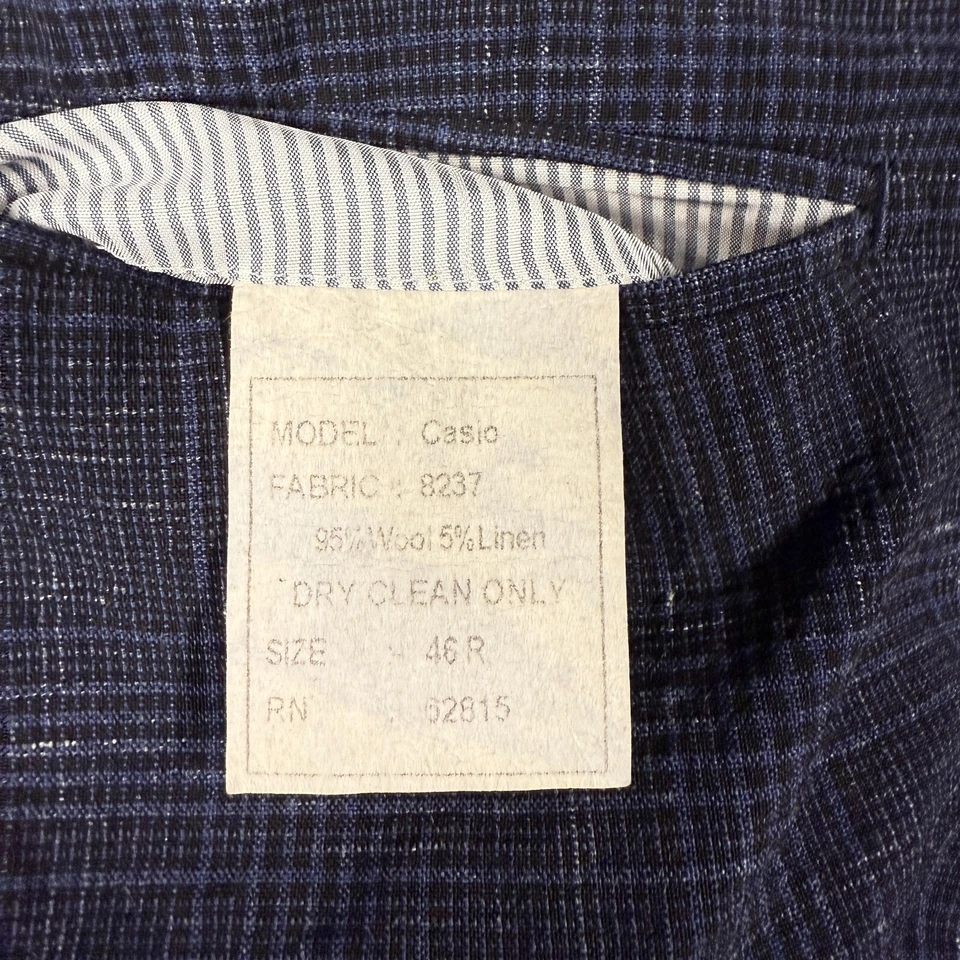 MODEL : Casio
FABRIC : 8237
95% Wool 5% Linen
DRY CLEAN ONLY
SIZE - 46 R
RN : 62815